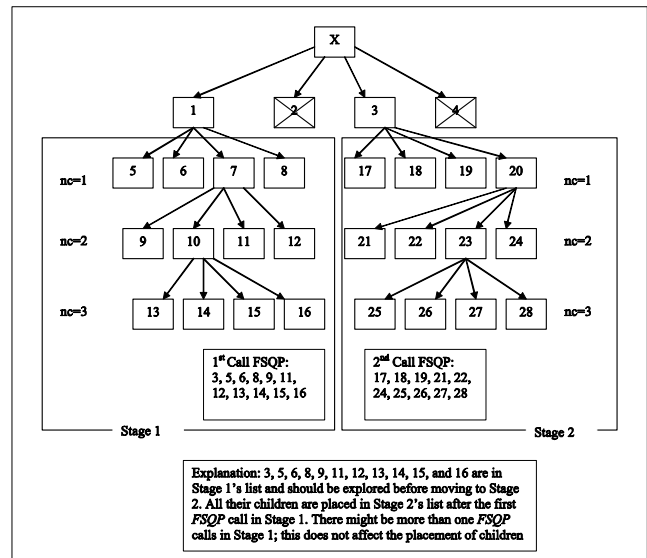 X
1 2 3 4
nc=1 5 6 7 8 17 18 19 20 nc=1
nc=2 9 10 11 12 21 22 23 24 nc=2
nc=3 13 14 15 16 25 26 27 28 nc=3
1st Call FSQP:
3, 5, 6, 8, 9, 11,
12, 13, 14, 15, 16
2nd Call FSQP:
17, 18, 19, 21, 22,
24, 25, 26, 27, 28
Stage 1
Stage 2
Explanation: 3, 5, 6, 8, 9, 11, 12, 13, 14, 15, and 16 are in
Stage 1's list and should be explored before moving to Stage
2. All their children are placed in Stage 2's list after the first
FSQP call in Stage 1. There might be more than one FSQP
calls in Stage 1; this does not affect the placement of children